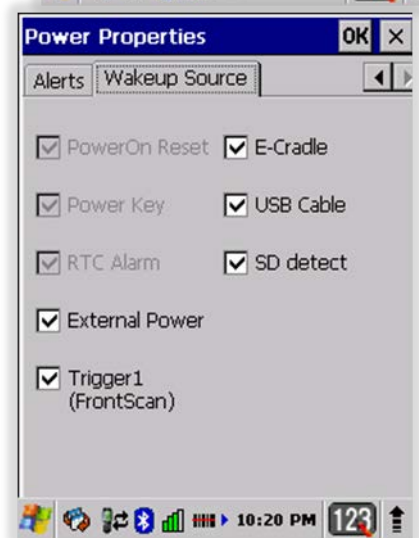 Power Properties OK ×
Alerts Wakeup Source
PowerOn Reset E-Cradle
Power Key USB Cable
RTC Alarm SD detect
External Power
Trigger1
(FrontScan)
10:20 PM 123